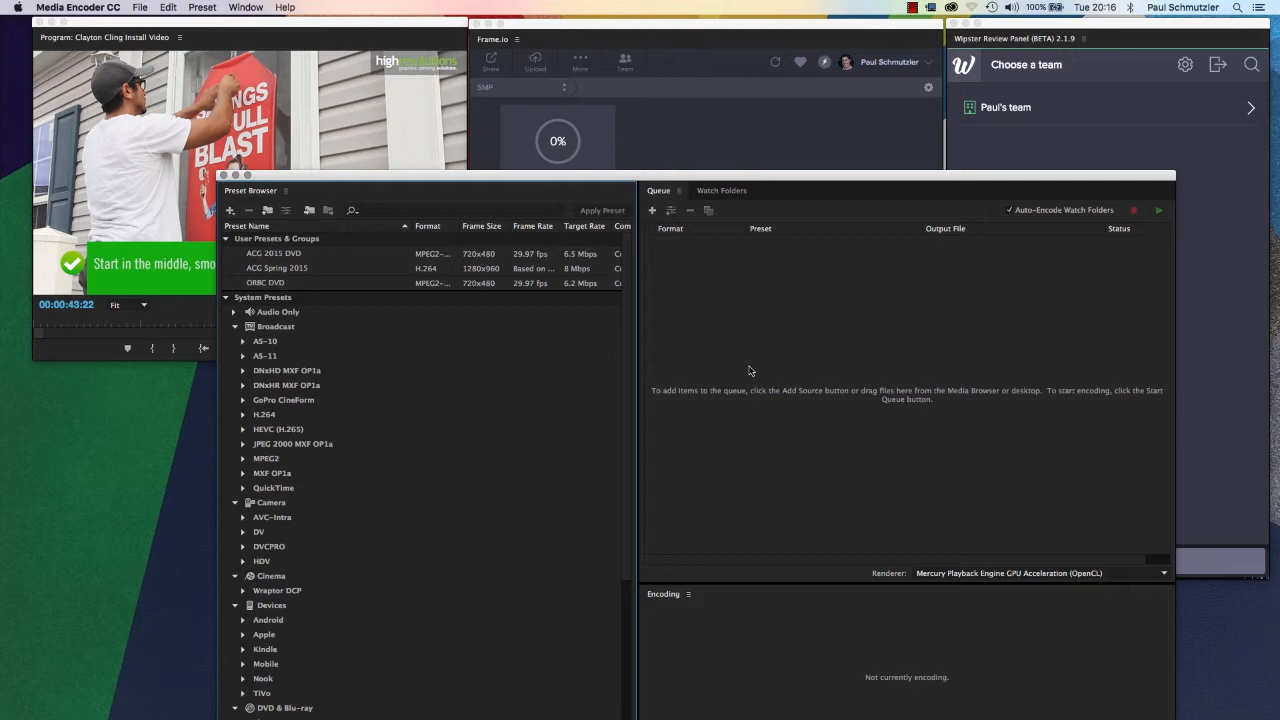 Media Encoder CC File Edit Preset Window Help
100% Tue 20:16 Paul Schmutzler
Program: Clayton Cling Install Video
highresolutions
BLAST
Start in the middle, smo
00:00:43:22 Fit
Frame.io
Share Upload More Team
Paul Schmutzler
SMP
0%
Wipster Review Panel (BETA) 2.1.9
Choose a team
Paul's team
Preset Browser
Apply Preset
Preset Name Format Frame Size Frame Rate Target Rate Com
User Presets & Groups
ACG 2015 DVD MPEG2-... 720x480 29.97 fps 6.5 Mbps
ACG Spring 2015 H.264 1280x960 Based on ... 8 Mbps
ORBC DVD MPEG2-... 720x480 29.97 fps 6.2 Mbps
System Presets
Audio Only
Broadcast
AS-10
AS-11
DNxHD MXF OP1a
DNxHR MXF OP1a
GoPro CineForm
H.264
HEVC (H.265)
JPEG 2000 MXF OP1a
MPEG2
MXF OP1a
QuickTime
Camera
AVC-Intra
DV
DVCPRO
HDV
Cinema
Wraptor DCP
Devices
Android
Apple
Kindle
Mobile
Nook
TiVo
DVD & Blu-ray
Queue Watch Folders
Auto-Encode Watch Folders
Format Preset Output File Status
To add items to the queue, click the Add Source button or drag files here from the Media Browser or desktop. To start encoding, click the Start
Queue button.
Renderer: Mercury Playback Engine GPU Acceleration (OpenCL)
Encoding
Not currently encoding.